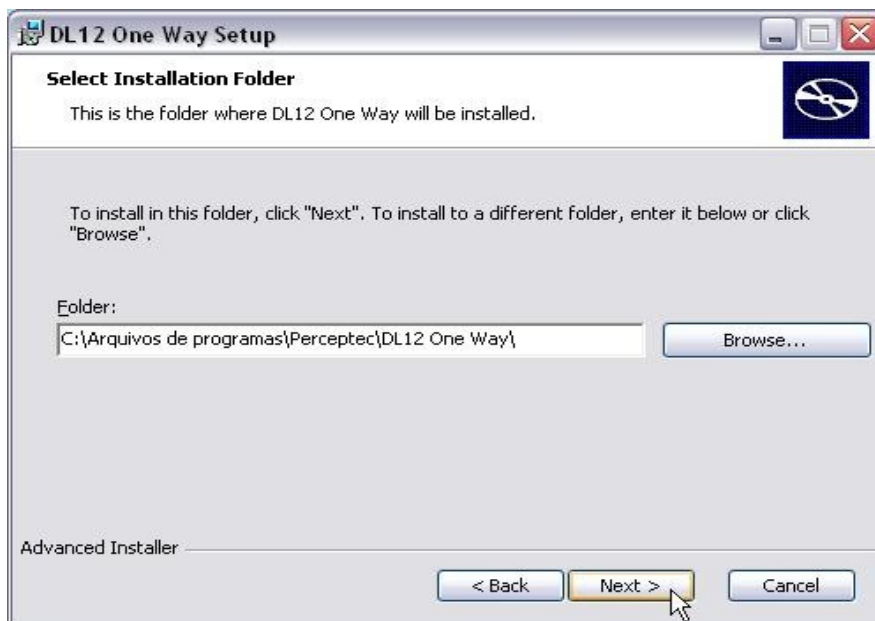 DL12 One Way Setup
Select Installation Folder
This is the folder where DL12 One Way will be installed.
To install in this folder, click "Next". To install to a different folder, enter it below or click
"Browse".
Folder:
C:\Arquivos de programas\Perceptec\DL12 One Way\
Browse...
Advanced Installer
< Back
Next >
Cancel